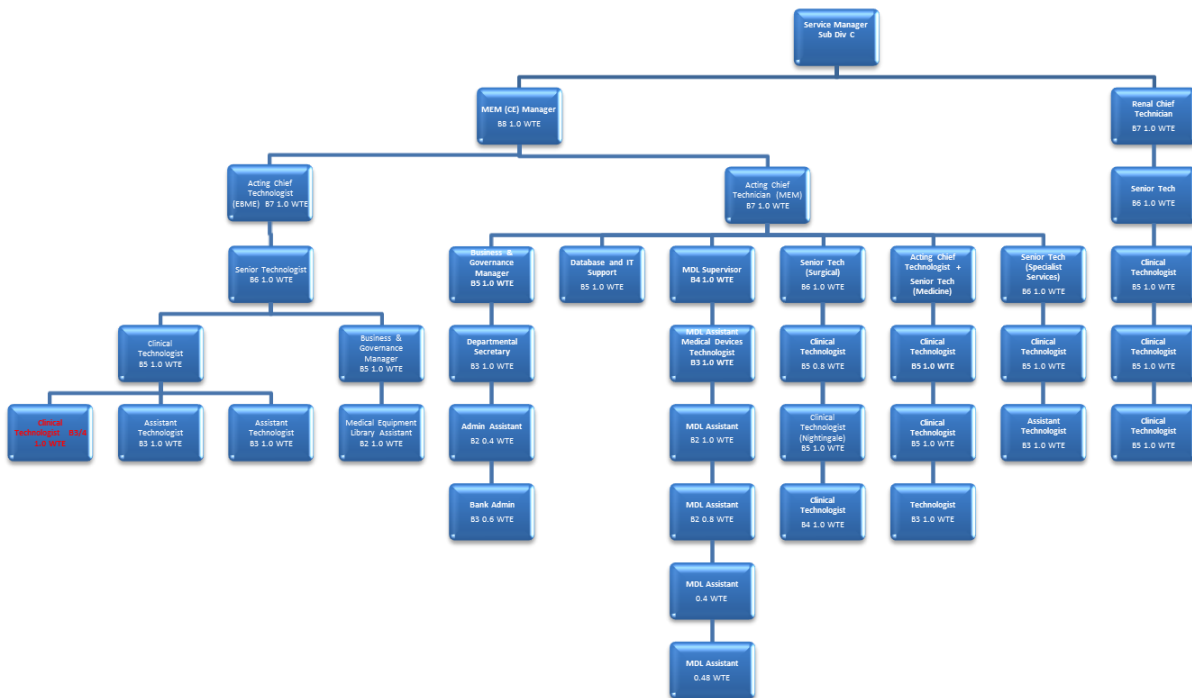 Service Manager
Sub Div C
MEM (CE) Manager
B8 1.0 WTE
Renal Chief
Technician
B7 1.0 WTE
Acting Chief
Technologist
(EBME) B7 1.0 WTE
Acting Chief
Technician (MEM)
B7 1.0 WTE
Senior Tech
B6 1.0 WTE
Senior Technologist
B6 1.0 WTE
Business &
Governance
Manager
B5 1.0 WTE
Database and IT
Support
B5 1.0 WTE
MDL Supervisor
B4 1.0 WTE
Senior Tech
(Surgical)
B6 1.0 WTE
Acting Chief
Technologist +
Senior Tech
(Medicine)
Senior Tech
(Specialist
Services)
B6 1.0 WTE
Clinical
Technologist
B5 1.0 WTE
Clinical
Technologist
B5 1.0 WTE
Business &
Governance
Manager
B5 1.0 WTE
Departmental
Secretary
B3 1.0 WTE
MDL Assistant
Medical Devices
Technologist
B3 1.0 WTE
Clinical
Technologist
B5 0.8 WTE
Clinical
Technologist
B5 1.0 WTE
Clinical
Technologist
B5 1.0 WTE
Clinical
Technologist
B5 1.0 WTE
Clinical
Technologist B3/4
1.0 WTE
Assistant
Technologist
B3 1.0 WTE
Assistant
Technologist
B3 1.0 WTE
Medical Equipment
Library Assistant
B2 1.0 WTE
Admin Assistant
B2 0.4 WTE
MDL Assistant
B2 1.0 WTE
Clinical
Technologist
(Nightingale)
B5 1.0 WTE
Clinical
Technologist
B5 1.0 WTE
Assistant
Technologist
B3 1.0 WTE
Clinical
Technologist
B5 1.0 WTE
Bank Admin
B3 0.6 WTE
MDL Assistant
B2 0.8 WTE
Clinical
Technologist
B4 1.0 WTE
Technologist
B3 1.0 WTE
MDL Assistant
0.4 WTE
MDL Assistant
0.48 WTE